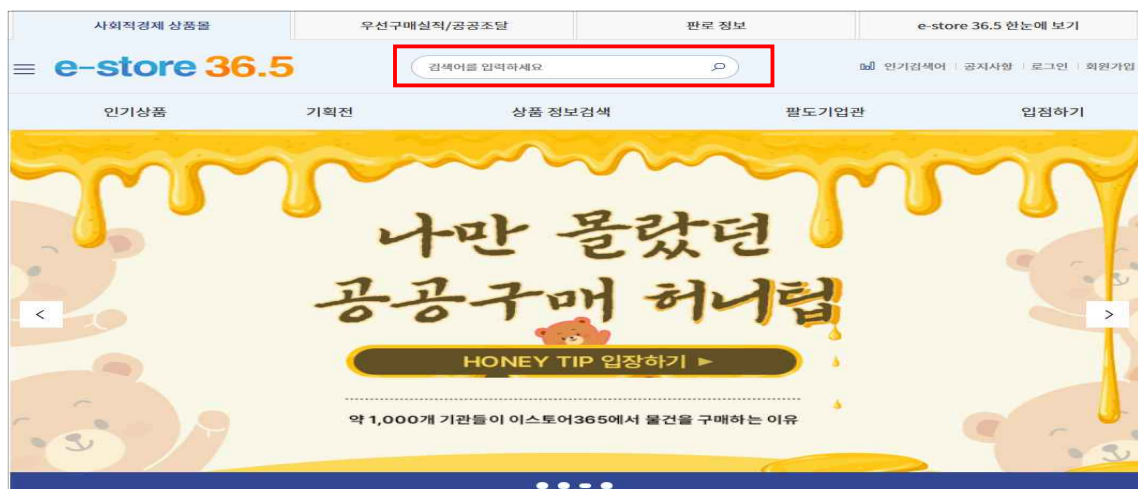 사회적경제 상품몰 우선구매실적/공공조달 판로 정보 e-store 36.5 한눈에 보기
e-store 36.5 검색어를 입력하세요 인기검색어 공지사항 로그인 회원가입
인기상품 기획전 상품 정보검색 팔도기업관 입점하기
나만 몰랐던
공공구매 허니팁
< >
HONEY TIP 입장하기 ►
약 1,000개 기관들이 이스토어365에서 물건을 구매하는 이유